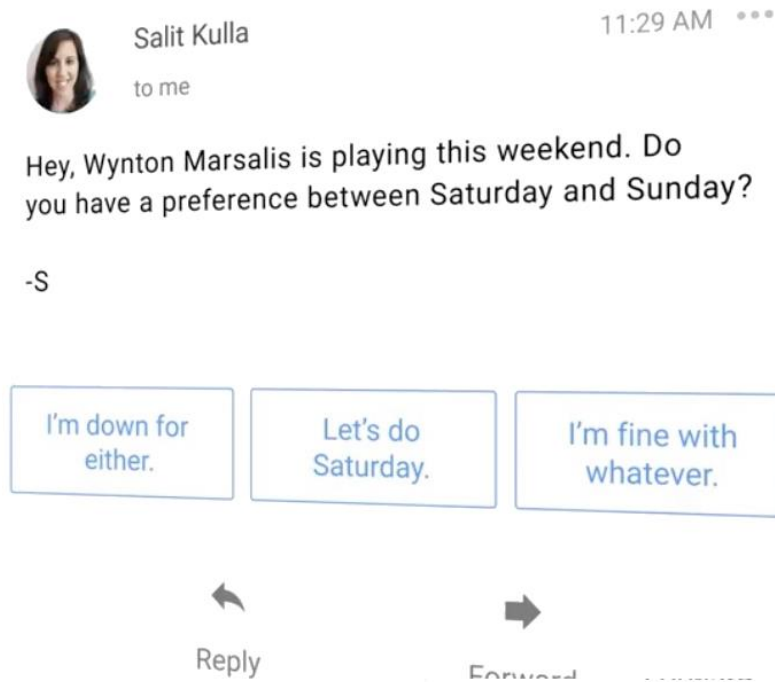 Salit Kulla
11:29 AM
to me
Hey, Wynton Marsalis is playing this weekend. Do
you have a preference between Saturday and Sunday?
-S
I'm down for
either.
Let's do
Saturday.
I'm fine with
whatever.
Reply
Forward